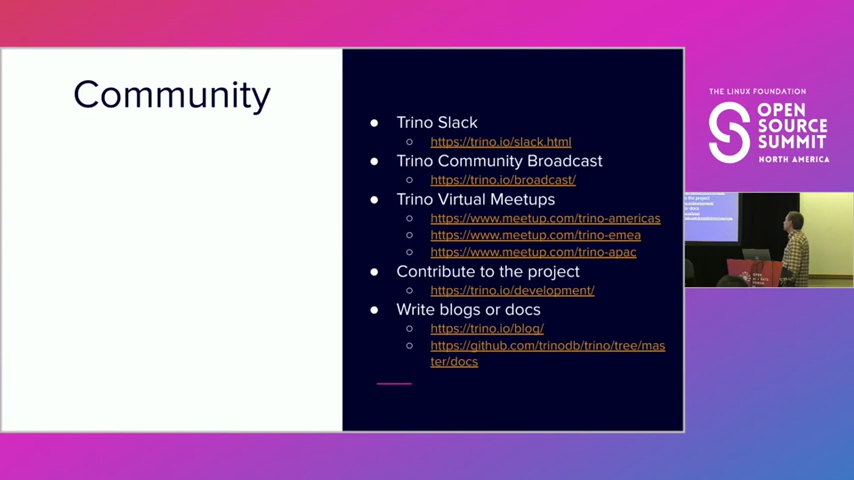 Community
Trino Slack
https://trino.io/slack.html
Trino Community Broadcast
https://trino.io/broadcast/
Trino Virtual Meetups
https://www.meetup.com/trino-americas
https://www.meetup.com/trino-emea
https://www.meetup.com/trino-apac
Contribute to the project
https://trino.io/development/
Write blogs or docs
https://trino.io/blog/
https://github.com/trinodb/trino/tree/mas
ter/docs
THE LINUX FOUNDATION
OPEN
SOURCE
SUMMIT
NORTH AMERICA